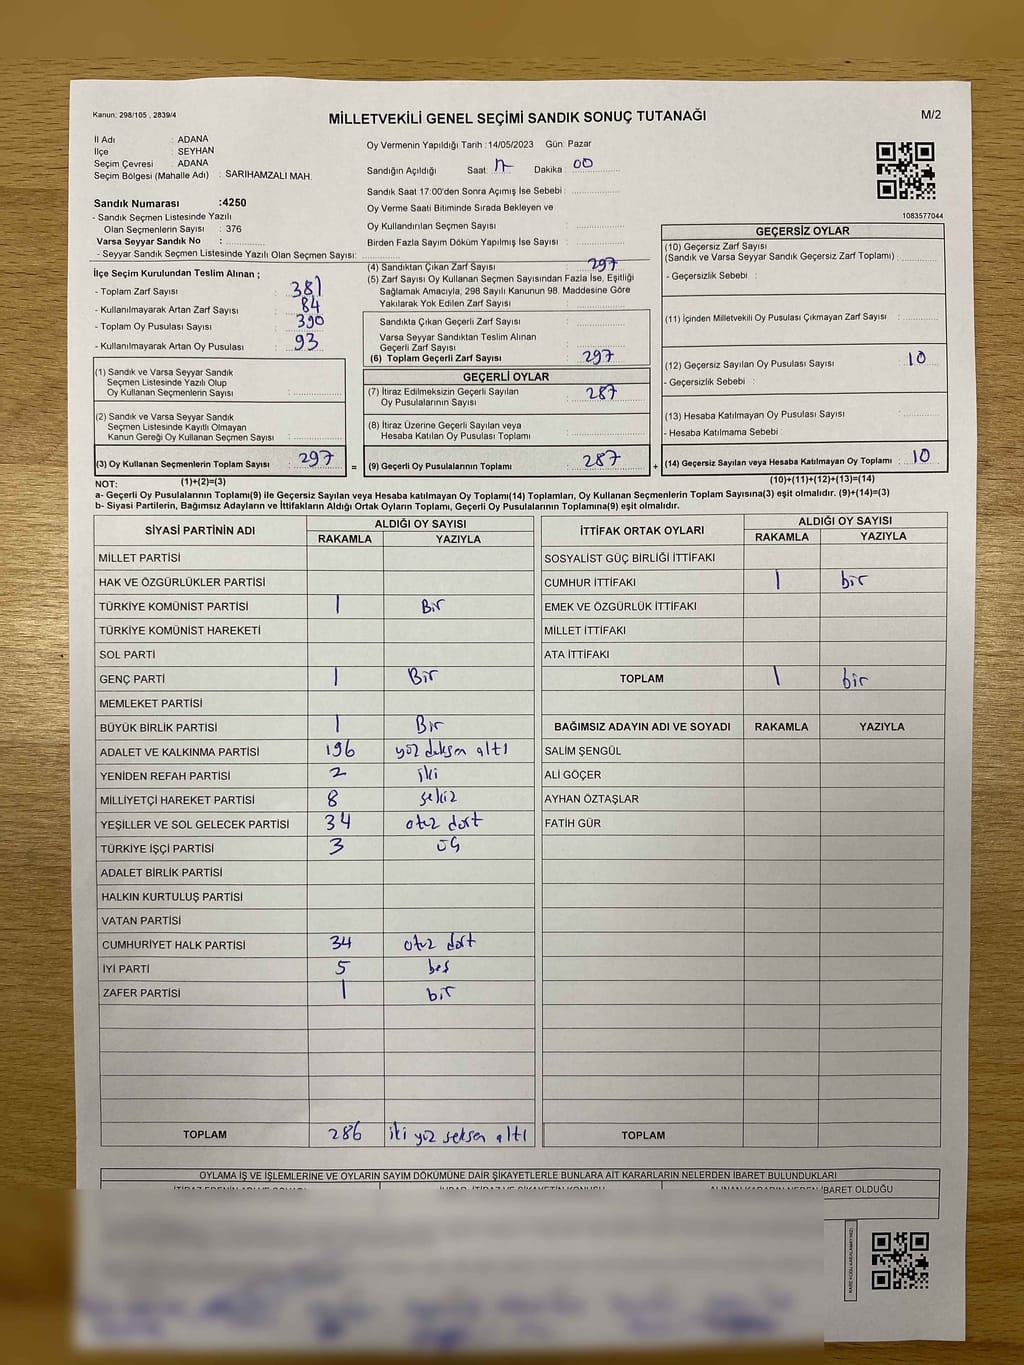 Kanun; 298/105 , 2839/4
MİLLETVEKİLİ GENEL SEÇİMİ SANDIK SONUÇ TUTANAĞI
M/2
İl Adı : ADANA
İlçe : SEYHAN
Seçim Çevresi : ADANA
Seçim Bölgesi (Mahalle Adı) : SARIHAMZALI MAH.
Sandık Numarası :4250
- Sandık Seçmen Listesinde Yazılı
Olan Seçmenlerin Sayısı : 376
Varsa Seyyar Sandık No :
- Seyyar Sandık Seçmen Listesinde Yazılı Olan Seçmen Sayısı:
Oy Vermenin Yapıldığı Tarih :14/05/2023 Gün: Pazar
Sandığın Açıldığı Saat: 17 Dakika : 00
Sandık Saat 17:00'den Sonra Açımış İse Sebebi :
Oy Verme Saati Bitiminde Sırada Bekleyen ve
Oy Kullandırılan Seçmen Sayısı :
Birden Fazla Sayım Döküm Yapılmış İse Sayısı :
1083577044
İlçe Seçim Kurulundan Teslim Alınan ;
- Toplam Zarf Sayısı : 381
- Kullanılmayarak Artan Zarf Sayısı : 84
- Toplam Oy Pusulası Sayısı : 390
- Kullanılmayarak Artan Oy Pusulası : 93
(1) Sandık ve Varsa Seyyar Sandık
Seçmen Listesinde Yazılı Olup
Oy Kullanan Seçmenlerin Sayısı :
(2) Sandık ve Varsa Seyyar Sandık
Seçmen Listesinde Kayıtlı Olmayan
Kanun Gereği Oy Kullanan Seçmen Sayısı :
(3) Oy Kullanan Seçmenlerin Toplam Sayısı : 297
(1)+(2)=(3)
(4) Sandıktan Çıkan Zarf Sayısı : 297
(5) Zarf Sayısı Oy Kullanan Seçmen Sayısından Fazla İse, Eşitliği
Sağlamak Amacıyla, 298 Sayılı Kanunun 98. Maddesine Göre
Yakılarak Yok Edilen Zarf Sayısı :
Sandıkta Çıkan Geçerli Zarf Sayısı :
Varsa Seyyar Sandıktan Teslim Alınan
Geçerli Zarf Sayısı :
(6) Toplam Geçerli Zarf Sayısı : 297
GEÇERLİ OYLAR
(7) İtiraz Edilmeksizin Geçerli Sayılan
Oy Pusulalarının Sayısı : 287
(8) İtiraz Üzerine Geçerli Sayılan veya
Hesaba Katılan Oy Pusulası Toplamı :
= (9) Geçerli Oy Pusulalarının Toplamı : 287
GEÇERSİZ OYLAR
(10) Geçersiz Zarf Sayısı
(Sandık ve Varsa Seyyar Sandık Geçersiz Zarf Toplamı) :
- Geçersizlik Sebebi :
(11) İçinden Milletvekili Oy Pusulası Çıkmayan Zarf Sayısı :
(12) Geçersiz Sayılan Oy Pusulası Sayısı : 10
- Geçersizlik Sebebi :
(13) Hesaba Katılmayan Oy Pusulası Sayısı :
- Hesaba Katılmama Sebebi :
+ (14) Geçersiz Sayılan veya Hesaba Katılmayan Oy Toplamı : 10
(10)+(11)+(12)+(13)=(14)
NOT:
a- Geçerli Oy Pusulalarının Toplamı(9) ile Geçersiz Sayılan veya Hesaba katılmayan Oy Toplamı(14) Toplamları, Oy Kullanan Seçmenlerin Toplam Sayısına(3) eşit olmalıdır. (9)+(14)=(3)
b- Siyasi Partilerin, Bağımsız Adayların ve İttifakların Aldığı Ortak Oyların Toplamı, Geçerli Oy Pusulalarının Toplamına(9) eşit olmalıdır.
SİYASİ PARTİNİN ADI ALDIĞI OY SAYISI
RAKAMLA YAZIYLA
MİLLET PARTİSİ
HAK VE ÖZGÜRLÜKLER PARTİSİ
TÜRKİYE KOMÜNİST PARTİSİ 1 Bir
TÜRKİYE KOMÜNİST HAREKETİ
SOL PARTİ
GENÇ PARTİ 1 Bir
MEMLEKET PARTİSİ
BÜYÜK BİRLİK PARTİSİ 1 Bir
ADALET VE KALKINMA PARTİSİ 196 yüz doksan altı
YENİDEN REFAH PARTİSİ 2 iki
MİLLİYETÇİ HAREKET PARTİSİ 8 sekiz
YEŞİLLER VE SOL GELECEK PARTİSİ 34 otuz dört
TÜRKİYE İŞÇİ PARTİSİ 3 üç
ADALET BİRLİK PARTİSİ
HALKIN KURTULUŞ PARTİSİ
VATAN PARTİSİ
CUMHURİYET HALK PARTİSİ 34 otuz dört
İYİ PARTİ 5 beş
ZAFER PARTİSİ 1 bir
TOPLAM 286 iki yüz seksen altı
İTTİFAK ORTAK OYLARI ALDIĞI OY SAYISI
RAKAMLA YAZIYLA
SOSYALİST GÜÇ BİRLİĞİ İTTİFAKI
CUMHUR İTTİFAKI 1 bir
EMEK VE ÖZGÜRLÜK İTTİFAKI
MİLLET İTTİFAKI
ATA İTTİFAKI
TOPLAM 1 bir
BAĞIMSIZ ADAYIN ADI VE SOYADI RAKAMLA YAZIYLA
SALİM ŞENGÜL
ALİ GÖÇER
AYHAN ÖZTAŞLAR
FATİH GÜR
TOPLAM
OYLAMA İŞ VE İŞLEMLERİNE VE OYLARIN SAYIM DÖKÜMÜNE DAİR ŞİKAYETLERLE BUNLARA AİT KARARLARIN NELERDEN İBARET BULUNDUKLARI
İBARET OLDUĞU